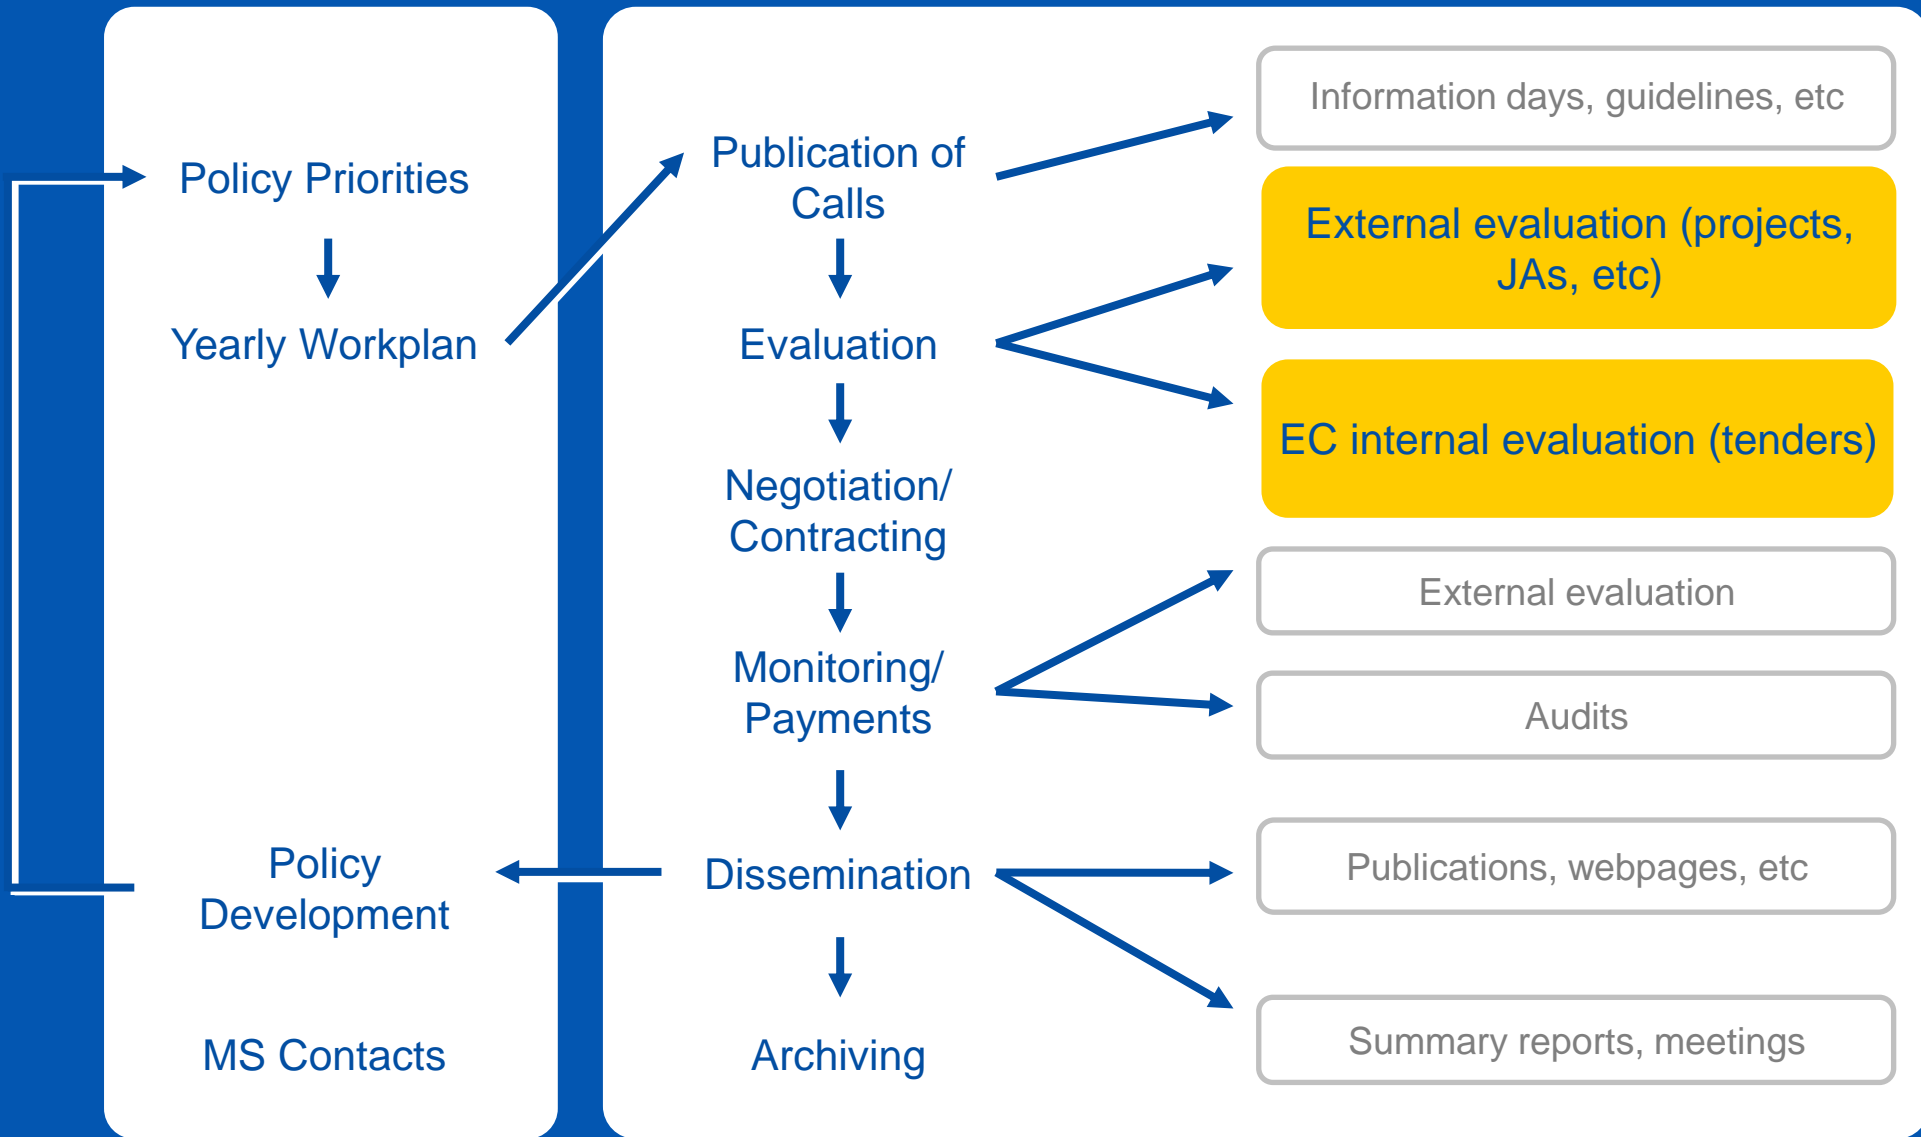 Policy Priorities
Yearly Workplan
Policy
Development
MS Contacts
Publication of
Calls
Evaluation
Negotiation/
Contracting
Monitoring/
Payments
Dissemination
Archiving
Information days, guidelines, etc
External evaluation (projects,
JAs, etc)
EC internal evaluation (tenders)
External evaluation
Audits
Publications, webpages, etc
Summary reports, meetings